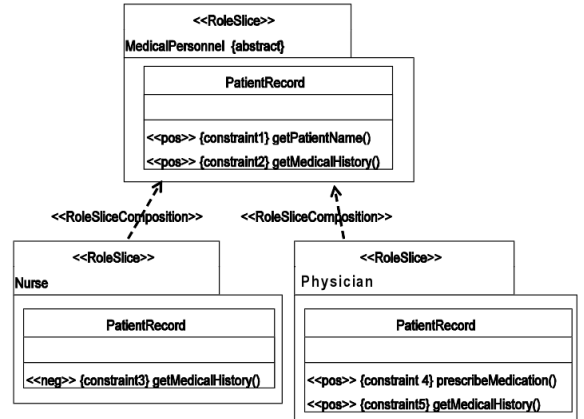 <<RoleSlice>>
MedicalPersonnel {abstract}
PatientRecord
<<pos>> {constraint1} getPatientName()
<<pos>> {constraint2} getMedicalHistory()
<<RoleSliceComposition>>
<<RoleSliceComposition>>
<<RoleSlice>>
Nurse
PatientRecord
<<neg>> {constraint3} getMedicalHistory()
<<RoleSlice>>
Physician
PatientRecord
<<pos>> {constraint 4} prescribeMedication()
<<pos>> {constraint5} getMedicalHistory()